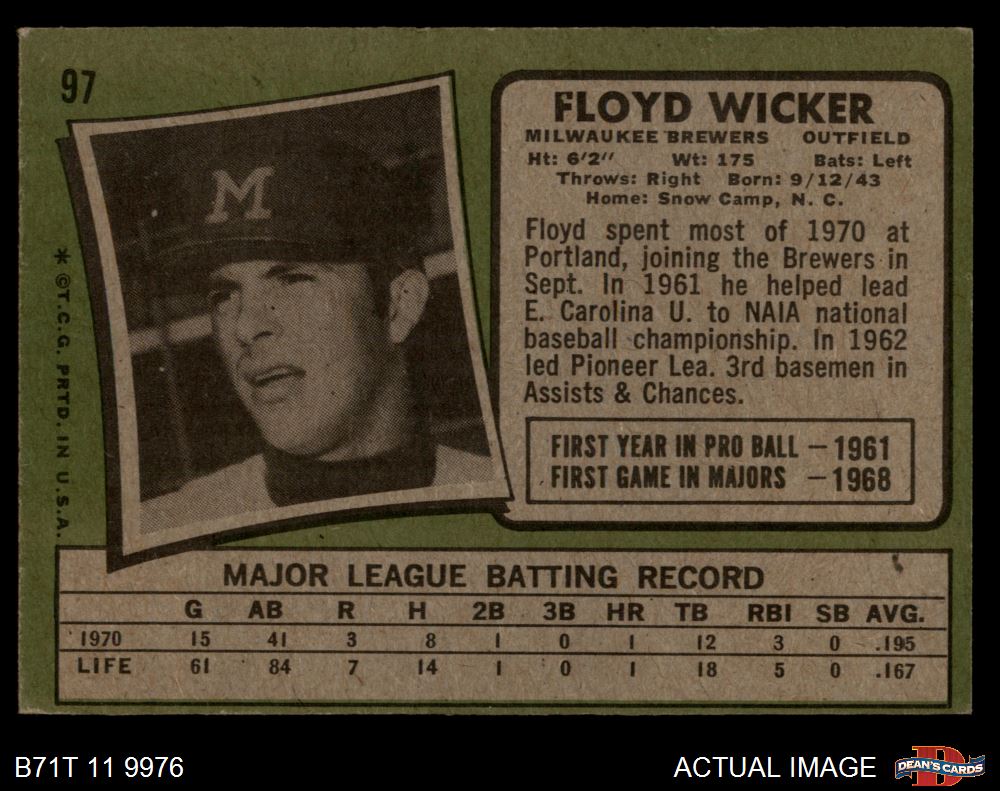 97
M
* ©T.C.G. PRTD. IN U.S.A.
FLOYD WICKER
MILWAUKEE BREWERS OUTFIELD
Ht: 6'2" Wt: 175 Bats: Left
Throws: Right Born: 9/12/43
Home: Snow Camp, N. C.
Floyd spent most of 1970 at
Portland, joining the Brewers in
Sept. In 1961 he helped lead
E. Carolina U. to NAIA national
baseball championship. In 1962
led Pioneer Lea. 3rd basemen in
Assists & Chances.
FIRST YEAR IN PRO BALL — 1961
FIRST GAME IN MAJORS — 1968
MAJOR LEAGUE BATTING RECORD
G AB R H 2B 3B HR TB RBI SB AVG.
1970 15 41 3 8 1 0 1 12 3 0 .195
LIFE 61 84 7 14 1 0 1 18 5 0 .167
B71T 11 9976
ACTUAL IMAGE
D
DEAN'S CARDS